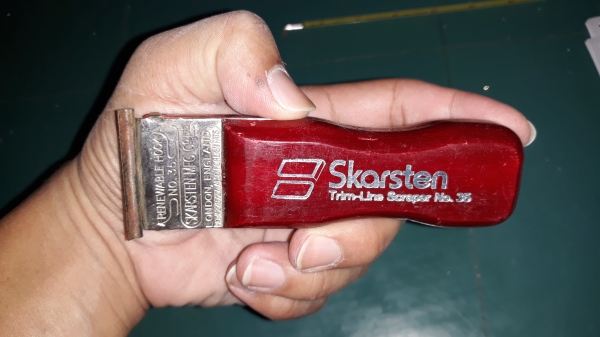 Skarsten
Trim-Line Scraper No. 35
A RENEWABLE HOOK
NO. 35
SKARSTEN MFG. CO. LTD.
LONDON, ENGLAND